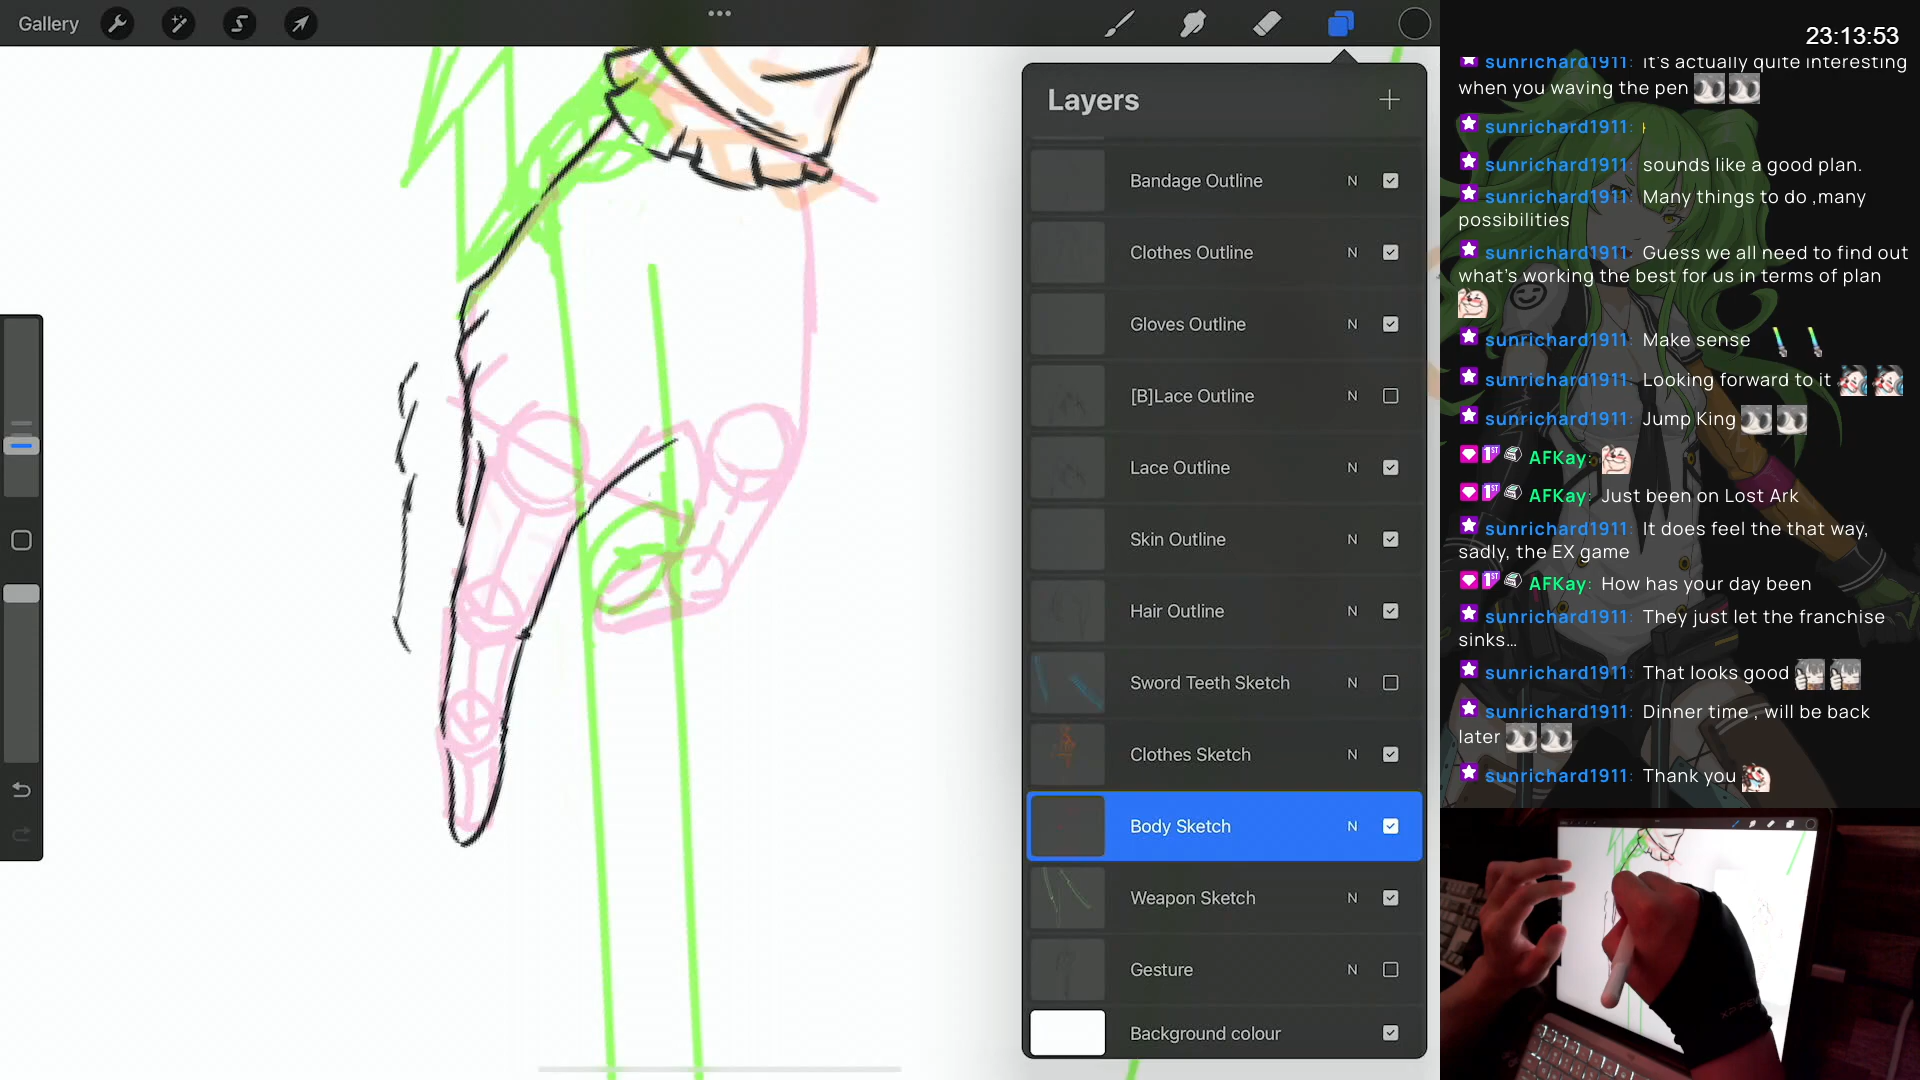 Gallery
Layers
Bandage Outline N
Clothes Outline N
Gloves Outline N
[B]Lace Outline N
Lace Outline N
Skin Outline N
Hair Outline N
Sword Teeth Sketch N
Clothes Sketch N
Body Sketch N
Weapon Sketch N
Gesture N
Background colour
23:13:53
sunrichard1911: it's actually quite interesting
when you waving the pen
sunrichard1911:
sunrichard1911: sounds like a good plan.
sunrichard1911: Many things to do ,many
possibilities
sunrichard1911: Guess we all need to find out
what's working the best for us in terms of plan
sunrichard1911: Make sense
sunrichard1911: Looking forward to it
sunrichard1911: Jump King
1ST AFKay:
1ST AFKay: Just been on Lost Ark
sunrichard1911: It does feel the that way,
sadly, the EX game
1ST AFKay: How has your day been
sunrichard1911: They just let the franchise
sinks...
sunrichard1911: That looks good
sunrichard1911: Dinner time , will be back
later
sunrichard1911: Thank you